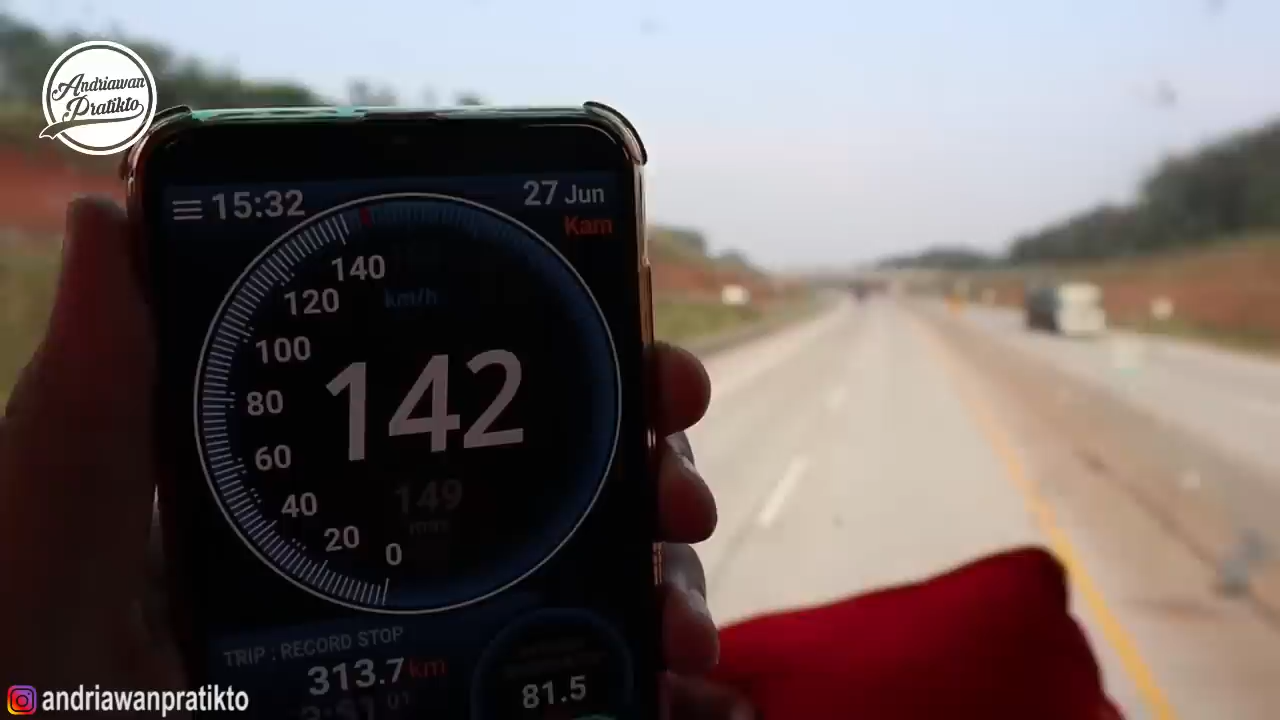 Andriawan
Pratikto
15:32
27 Jun
Kam
140
120
km/h
100
142
80
60
40
149
20
0
TRIP : RECORD STOP
313.7 km
81.5
andriawanpratikto